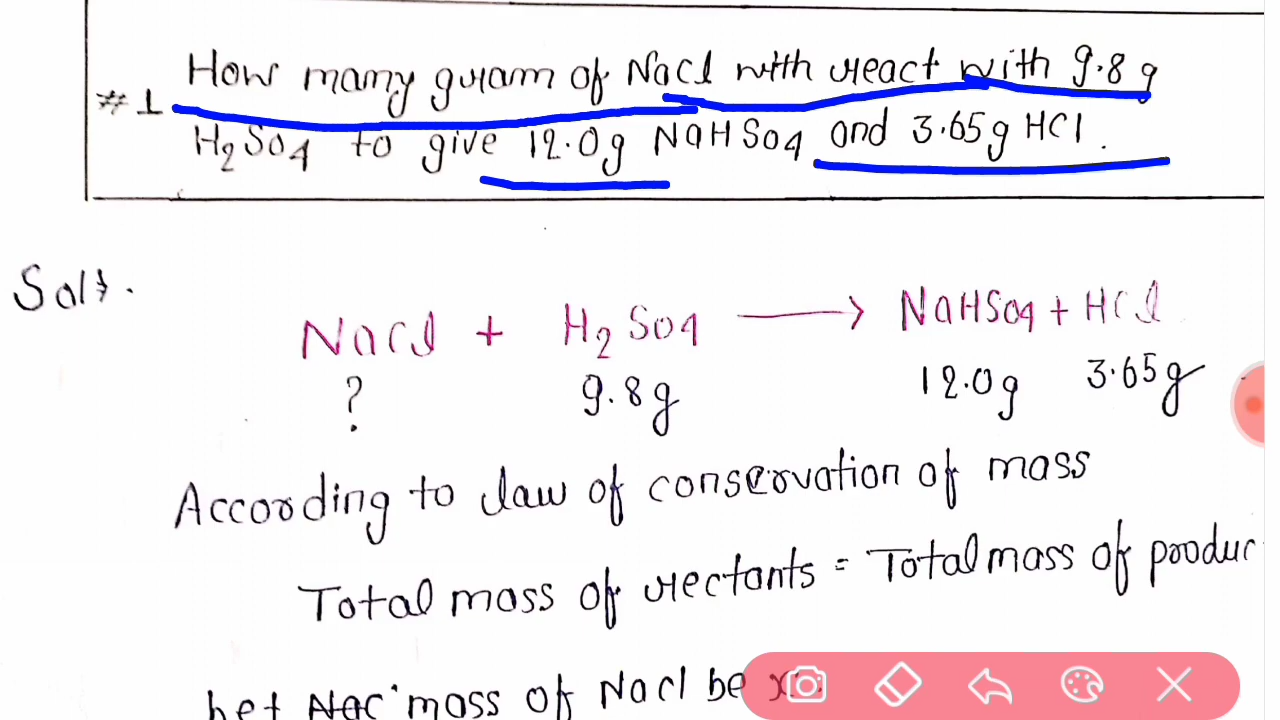 How many gram of Nacl with react with 9.8 g
#1
H2SO4 to give 12.0g NaHSO4 and 3.65g HCl.
Sol.
Nacl + H2SO4 → NaHSO4 + HCl
? 9.8g 12.0g 3.65g
According to law of conservation of mass
Total mass of rectants = Total mass of produc
let mass of Nacl be x